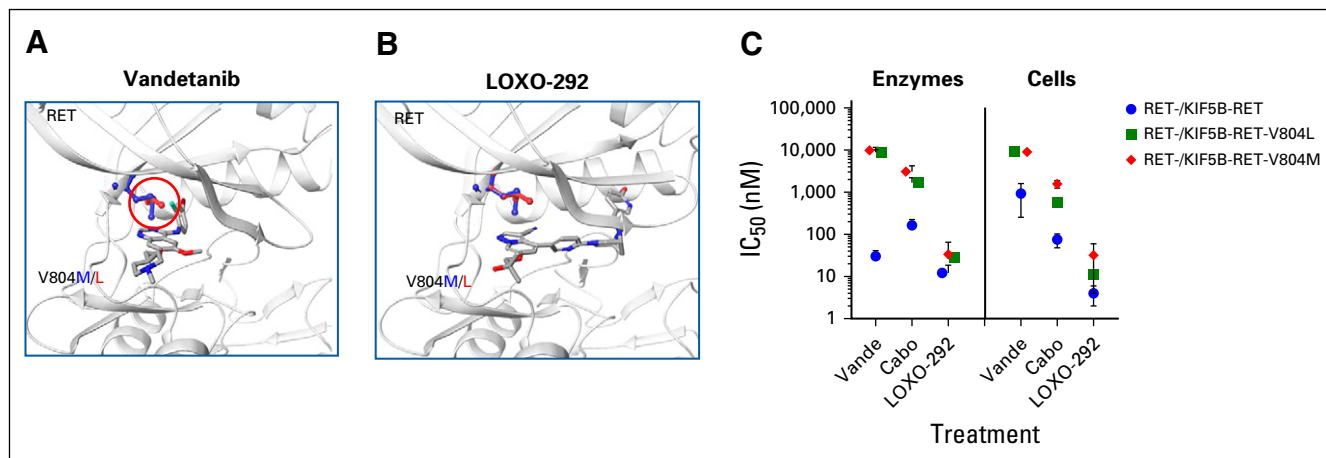 A
Vandetanib
RET
V804M/L
B
LOXO-292
RET
V804M/L
C
Enzymes
Cells
100,000
10,000
1,000
100
10
1
IC50 (nM)
Vande
Cabo
LOXO-292
Vande
Cabo
LOXO-292
Treatment
RET-/KIF5B-RET
RET-/KIF5B-RET-V804L
RET-/KIF5B-RET-V804M